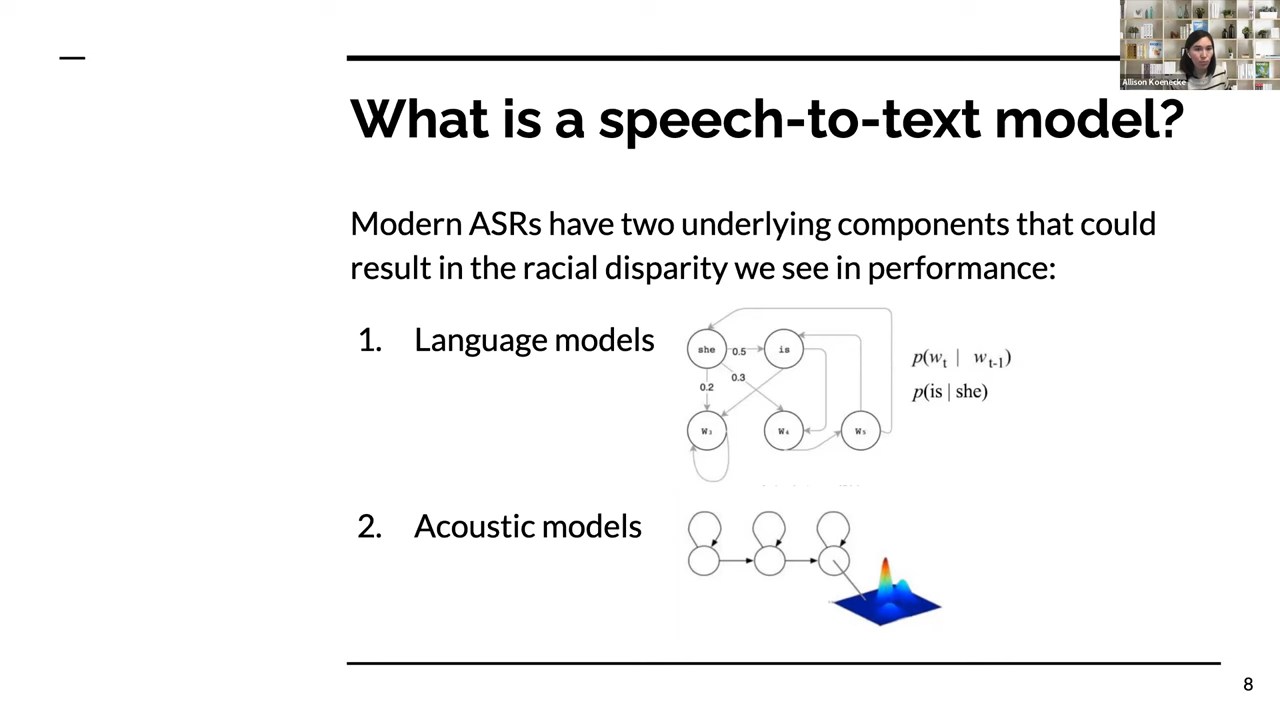 Allison Koenecke
What is a speech-to-text model?
Modern ASRs have two underlying components that could
result in the racial disparity we see in performance:
1. Language models
she 0.5 is
0.3
0.2
W₃ W₄ W₅
p(wₜ | wₜ₋₁)
p(is | she)
2. Acoustic models
8